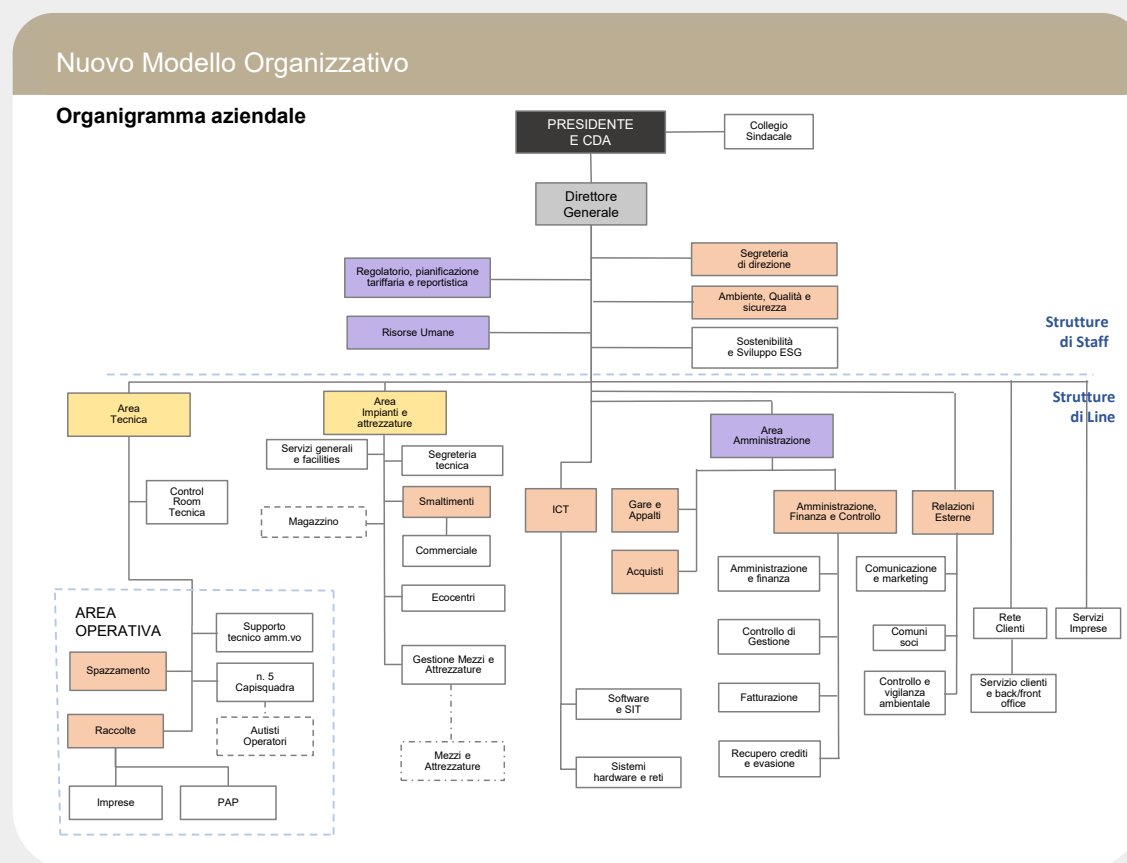 Nuovo Modello Organizzativo
Organigramma aziendale
PRESIDENTE
E CDA
Collegio
Sindacale
Direttore
Generale
Regolatorio, pianificazione
tariffaria e reportistica
Segreteria
di direzione
Ambiente, Qualità e
sicurezza
Risorse Umane
Sostenibilità
e Sviluppo ESG
Strutture
di Staff
Strutture
di Line
Area
Tecnica
Area
Impianti e
attrezzature
Area
Amministrazione
Servizi generali
e facilities
Segreteria
tecnica
Control
Room
Tecnica
Magazzino
Smaltimenti
Commerciale
Ecocentri
Gestione Mezzi e
Attrezzature
Mezzi e
Attrezzature
ICT
Gare e
Appalti
Acquisti
Amministrazione,
Finanza e Controllo
Relazioni
Esterne
Amministrazione
e finanza
Controllo di
Gestione
Fatturazione
Recupero crediti
e evasione
Comunicazione
e marketing
Comuni
soci
Controllo e
vigilanza
ambientale
Rete
Clienti
Servizi
Imprese
Servizio clienti
e back/front
office
Software
e SIT
Sistemi
hardware e reti
AREA
OPERATIVA
Supporto
tecnico amm.vo
Spazzamento
n. 5
Capisquadra
Raccolte
Autisti
Operatori
Imprese
PAP